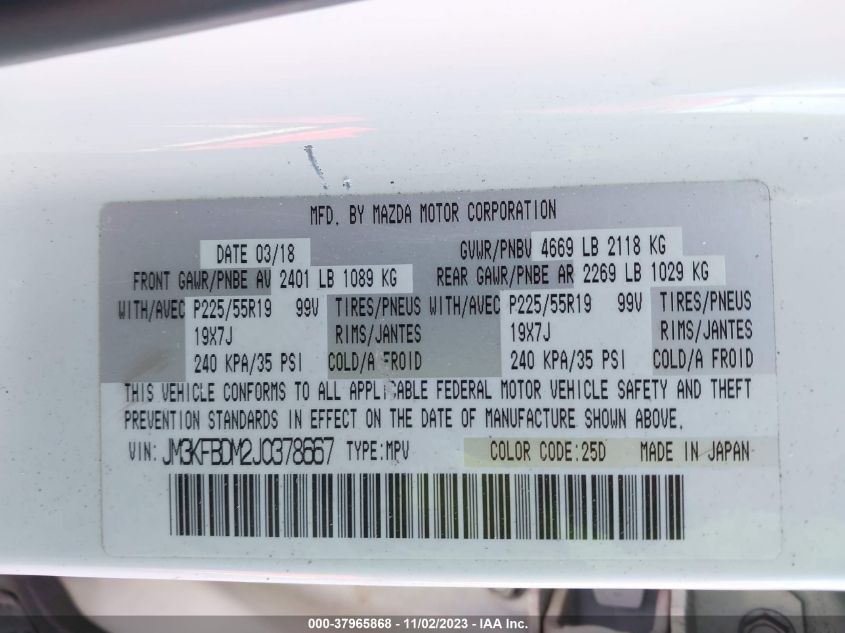 MFD. BY MAZDA MOTOR CORPORATION
DATE 03/18 GVWR/PNBV 4669 LB 2118 KG
FRONT GAWR/PNBE AV 2401 LB 1089 KG REAR GAWR/PNBE AR 2269 LB 1029 KG
WITH/AVEC P225/55R19 99V TIRES/PNEUS WITH/AVEC P225/55R19 99V TIRES/PNEUS
19X7J RIMS/JANTES 19X7J RIMS/JANTES
240 KPA/35 PSI COLD/A FROID 240 KPA/35 PSI COLD/A FROID
THIS VEHICLE CONFORMS TO ALL APPLICABLE FEDERAL MOTOR VEHICLE SAFETY AND THEFT
PREVENTION STANDARDS IN EFFECT ON THE DATE OF MANUFACTURE SHOWN ABOVE.
VIN: JM3KFBDM2J0378667 TYPE:MPV COLOR CODE:25D MADE IN JAPAN
000-37965868 - 11/02/2023 - IAA Inc.